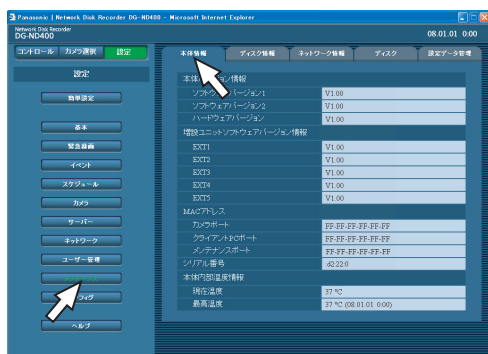 Panasonic | Network Disk Recorder DG-ND400 - Microsoft Internet Explorer
Network Disk Recorder
DG-ND400
08.01.01 0:00
コントロール カメラ選択 設定
本体情報 ディスク情報 ネットワーク情報 ディスク 設定データ管理
設定
簡単設定
基本
緊急録画
イベント
スケジュール
カメラ
サーバー
ネットワーク
ユーザー管理
ヘルプ
ソフトウェアバージョン1 V1.00
ソフトウェアバージョン2 V1.00
ハードウェアバージョン V1.00
増設ユニットソフトウェアバージョン情報
EXT1 V1.00
EXT2 V1.00
EXT3 V1.00
EXT4 V1.00
EXT5 V1.00
MACアドレス
カメラポート FF-FF-FF-FF-FF-FF
クライアントPCポート FF-FF-FF-FF-FF-FF
メンテナンスポート FF-FF-FF-FF-FF-FF
シリアル番号 d2220
本体内部温度情報
現在温度 37 ℃
最高温度 37 ℃ (08.01.01 0:00)